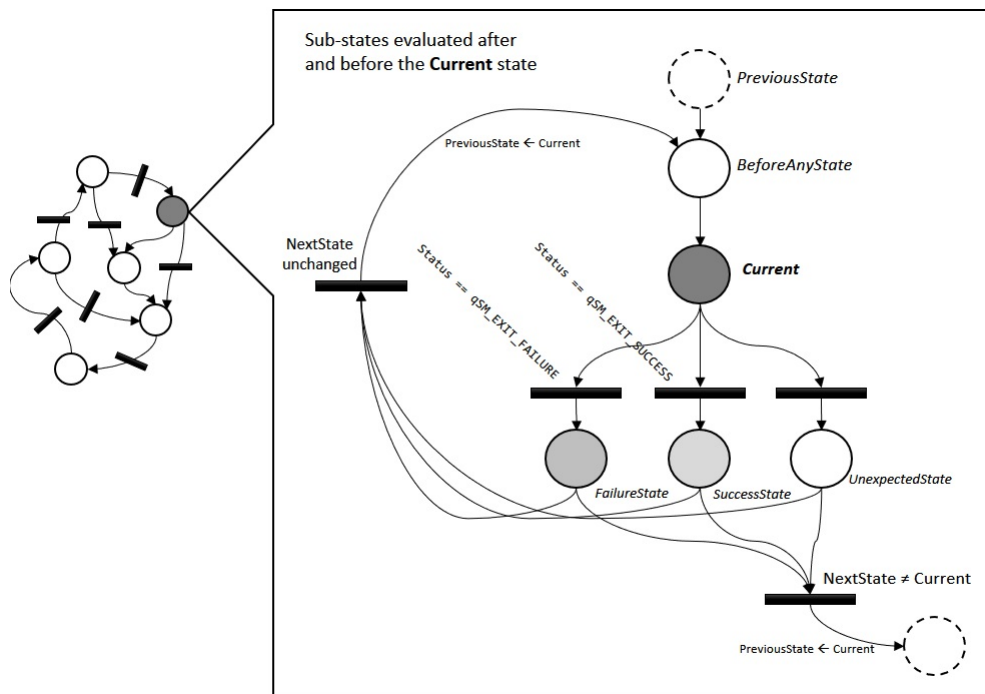 Sub-states evaluated after
and before the Current state
PreviousState
PreviousState ← Current
BeforeAnyState
NextState
unchanged
Current
Status == qSM_EXIT_FAILURE
Status == qSM_EXIT_SUCCESS
FailureState
SuccessState
UnexpectedState
NextState ≠ Current
PreviousState ← Current